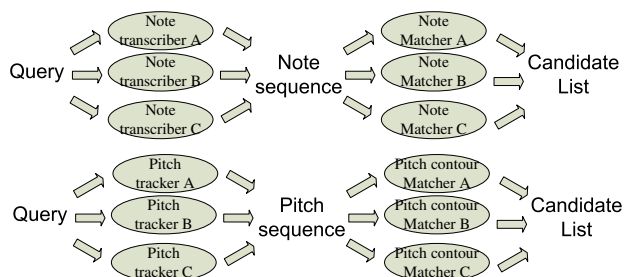 Note
transcriber A
Note
Matcher A
Query
Note
transcriber B
Note
sequence
Note
Matcher B
Candidate
List
Note
transcriber C
Note
Matcher C
Pitch
tracker A
Pitch contour
Matcher A
Query
Pitch
tracker B
Pitch
sequence
Pitch contour
Matcher B
Candidate
List
Pitch
tracker C
Pitch contour
Matcher C